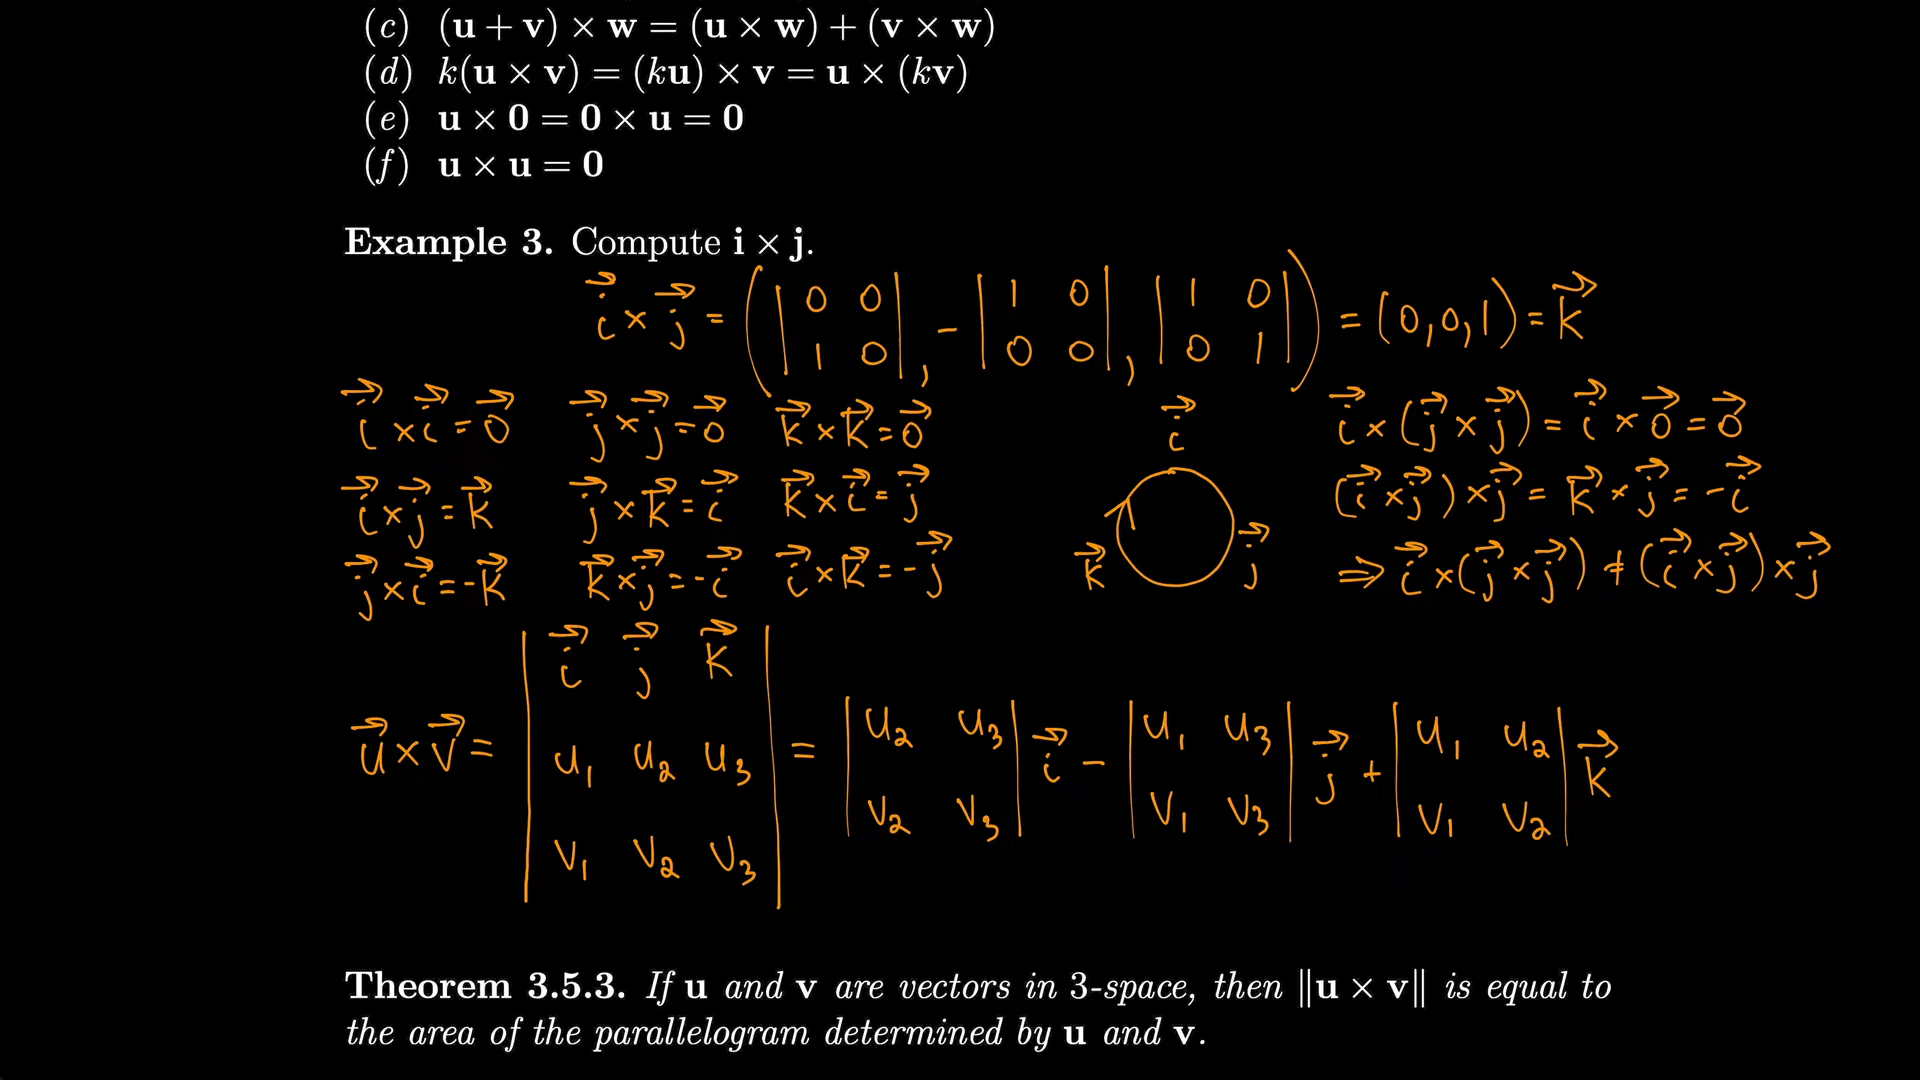 (c) (u + v) × w = (u × w) + (v × w)
(d) k(u × v) = (ku) × v = u × (kv)
(e) u × 0 = 0 × u = 0
(f) u × u = 0
Example 3. Compute i × j.
i⃗ × j⃗ = ( | 0 0 ; 1 0 | , - | 1 0 ; 0 0 | , | 1 0 ; 0 1 | ) = (0,0,1) = k⃗
i⃗ × i⃗ = 0⃗ j⃗ × j⃗ = 0⃗ k⃗ × k⃗ = 0⃗
i⃗ × j⃗ = k⃗ j⃗ × k⃗ = i⃗ k⃗ × i⃗ = j⃗
j⃗ × i⃗ = -k⃗ k⃗ × j⃗ = -i⃗ i⃗ × k⃗ = -j⃗
i⃗
k⃗ j⃗
i⃗ × (j⃗ × j⃗) = i⃗ × 0⃗ = 0⃗
(i⃗ × j⃗) × j⃗ = k⃗ × j⃗ = -i⃗
⇒ i⃗ × (j⃗ × j⃗) ≠ (i⃗ × j⃗) × j⃗
u⃗ × v⃗ = | i⃗ j⃗ k⃗ ; u₁ u₂ u₃ ; v₁ v₂ v₃ | = | u₂ u₃ ; v₂ v₃ | i⃗ - | u₁ u₃ ; v₁ v₃ | j⃗ + | u₁ u₂ ; v₁ v₂ | k⃗
Theorem 3.5.3. If u and v are vectors in 3-space, then ‖u × v‖ is equal to
the area of the parallelogram determined by u and v.